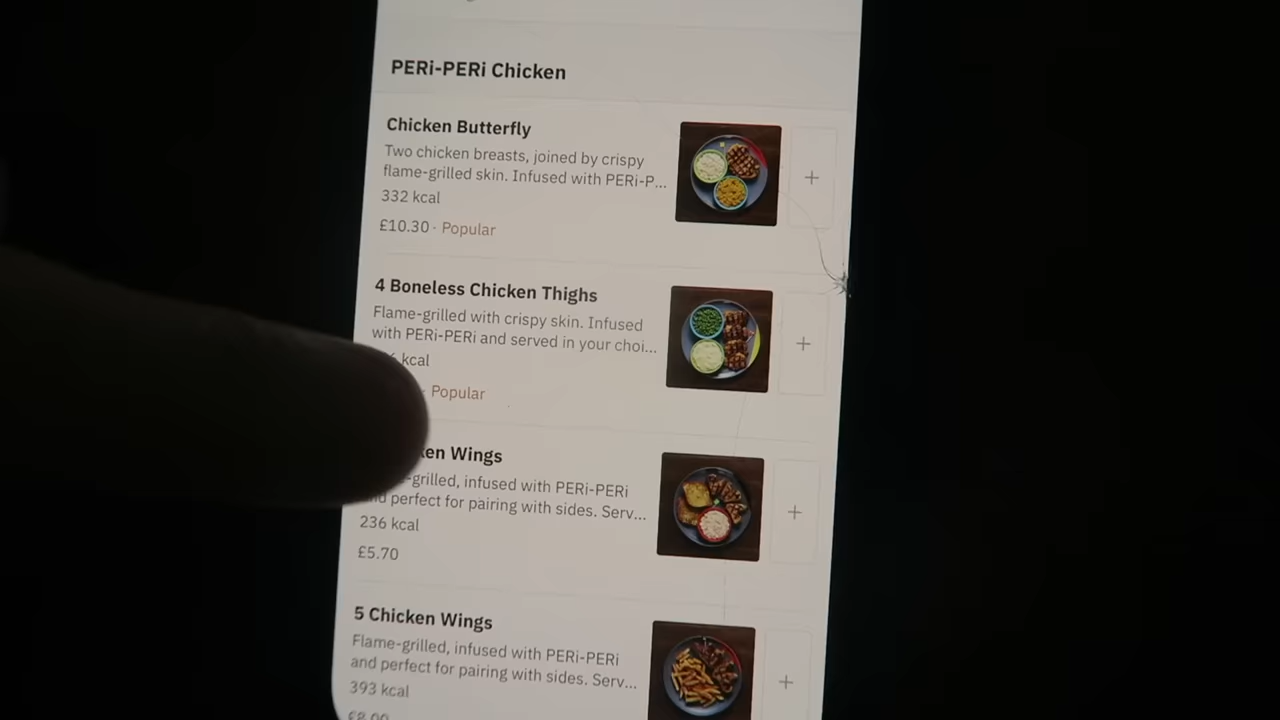 PERi-PERi Chicken
Chicken Butterfly
Two chicken breasts, joined by crispy
flame-grilled skin. Infused with PERi-P...
332 kcal
£10.30 · Popular
4 Boneless Chicken Thighs
Flame-grilled with crispy skin. Infused
with PERi-PERi and served in your choi...
kcal
· Popular
Wings
-grilled, infused with PERi-PERi
perfect for pairing with sides. Serv...
236 kcal
£5.70
5 Chicken Wings
Flame-grilled, infused with PERi-PERi
and perfect for pairing with sides. Serv...
393 kcal